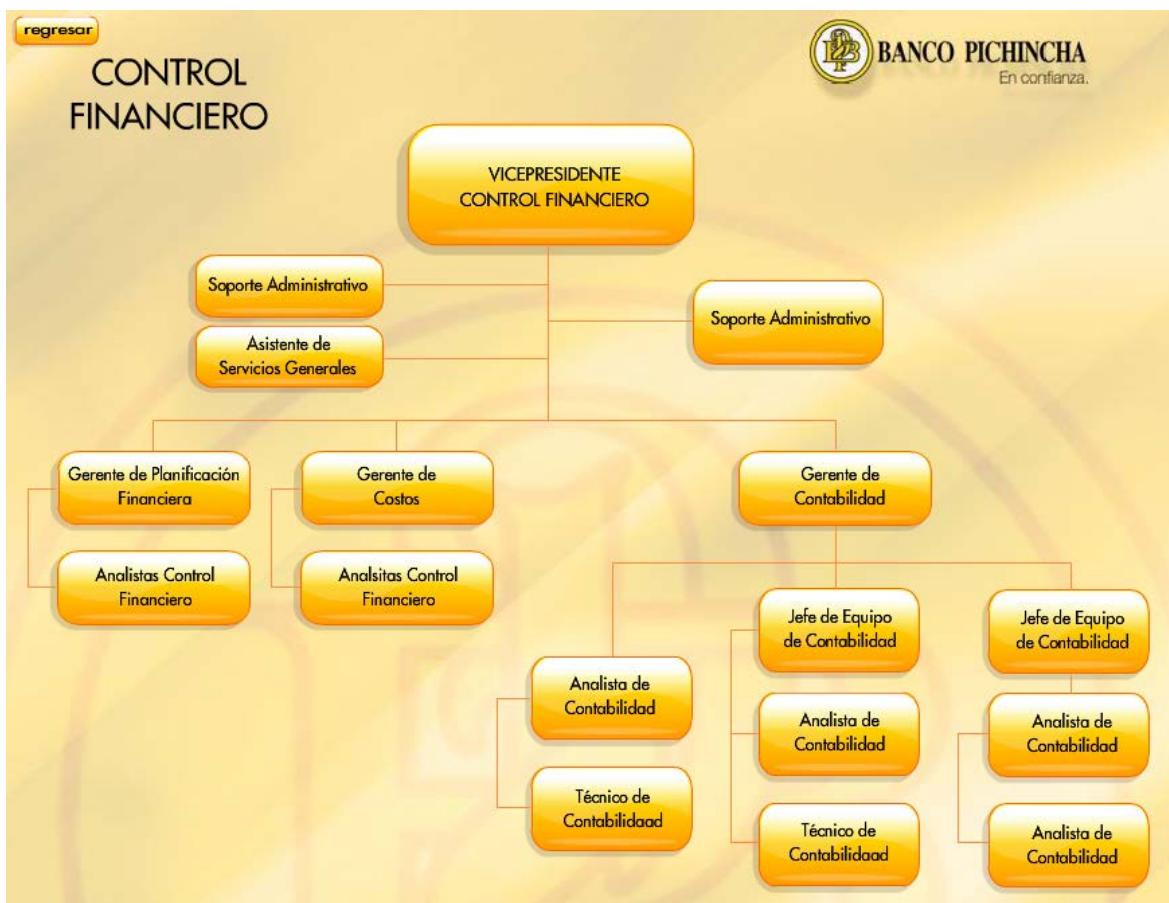 regresar
CONTROL
FINANCIERO
BANCO PICHINCHA
En confianza.
VICEPRESIDENTE
CONTROL FINANCIERO
Soporte Administrativo
Soporte Administrativo
Asistente de
Servicios Generales
Gerente de Planificación
Financiera
Gerente de
Costos
Gerente de
Contabilidad
Analistas Control
Financiero
Analsitas Control
Financiero
Jefe de Equipo
de Contabilidad
Jefe de Equipo
de Contabilidad
Analista de
Contabilidad
Analista de
Contabilidad
Analista de
Contabilidad
Técnico de
Contabilidaad
Técnico de
Contabilidaad
Analista de
Contabilidad